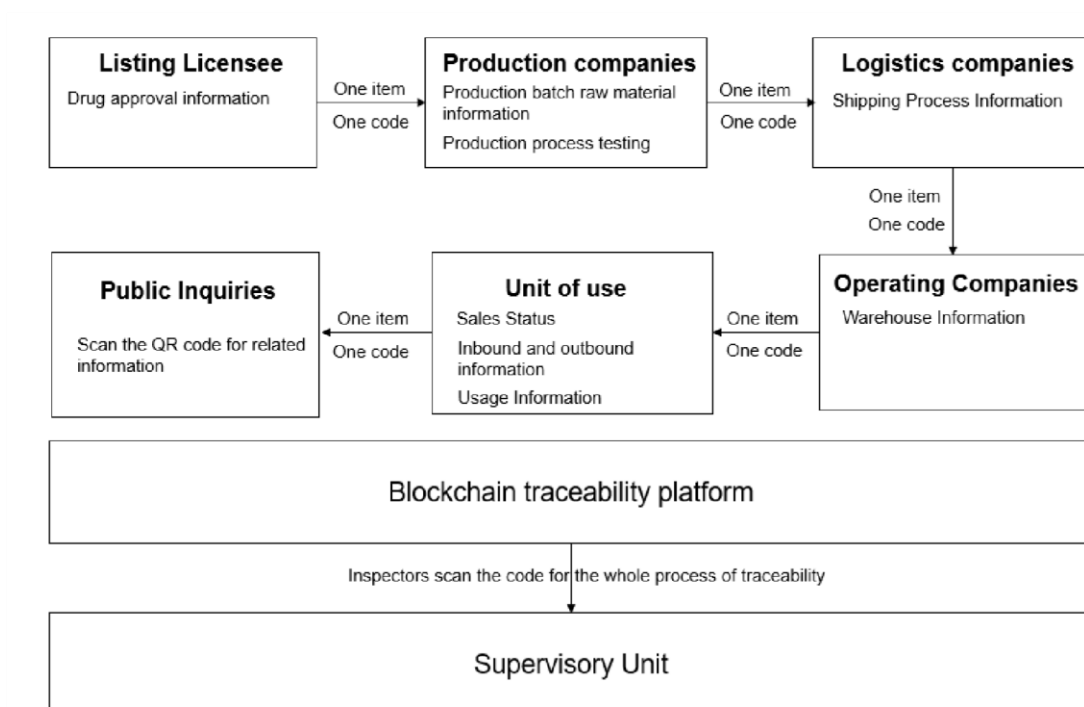 Listing Licensee
Drug approval information
One item
One code
Production companies
Production batch raw material
information
Production process testing
One item
One code
Logistics companies
Shipping Process Information
One item
One code
Public Inquiries
Scan the QR code for related
information
One item
One code
Unit of use
Sales Status
Inbound and outbound
information
Usage Information
One item
One code
Operating Companies
Warehouse Information
Blockchain traceability platform
Inspectors scan the code for the whole process of traceability
Supervisory Unit